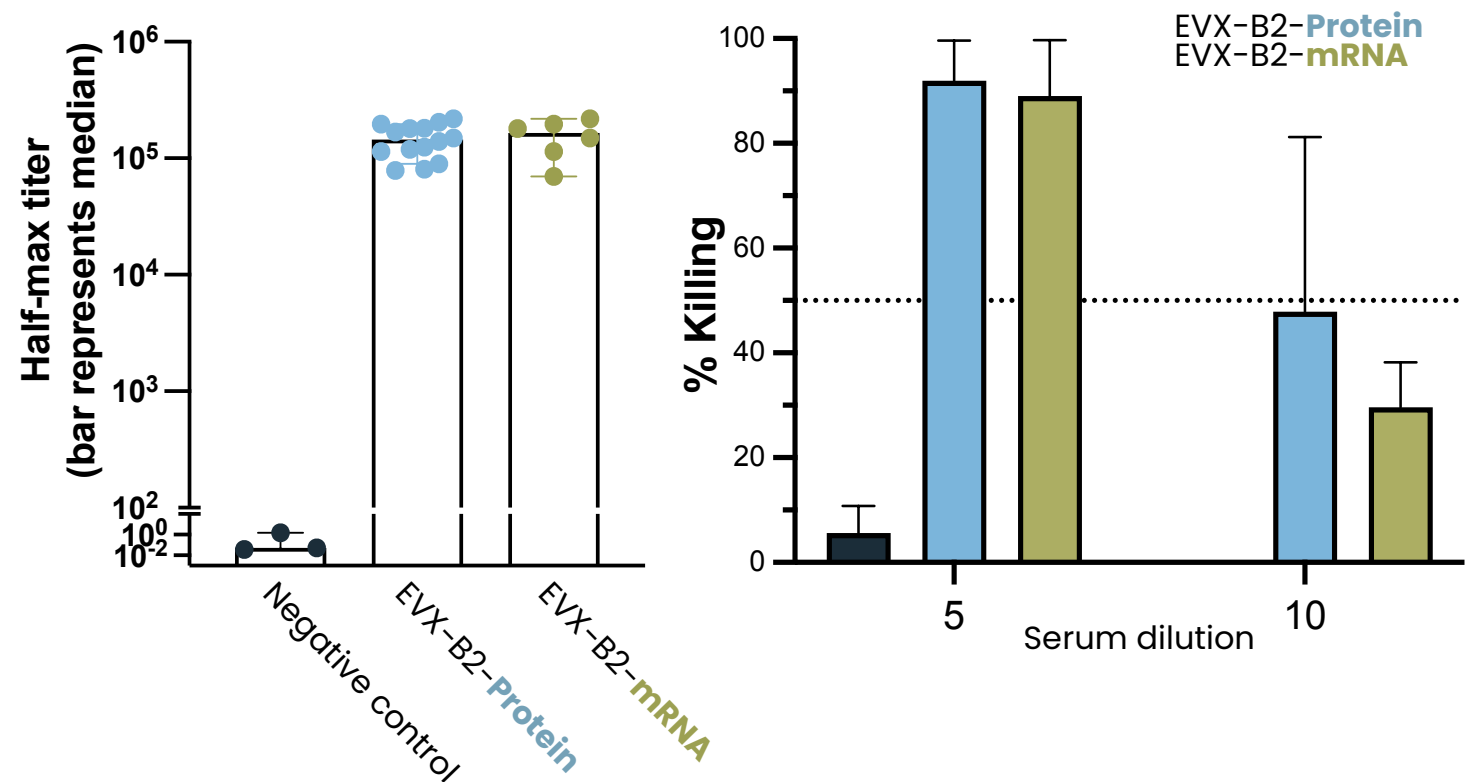 Half-max titer
(bar represents median)
10⁶
10⁵
10⁴
10³
10²
10⁰
10⁻²
Negative control
EVX-B2-Protein
EVX-B2-mRNA
EVX-B2-Protein
EVX-B2-mRNA
% Killing
100
80
60
40
20
0
5
10
Serum dilution